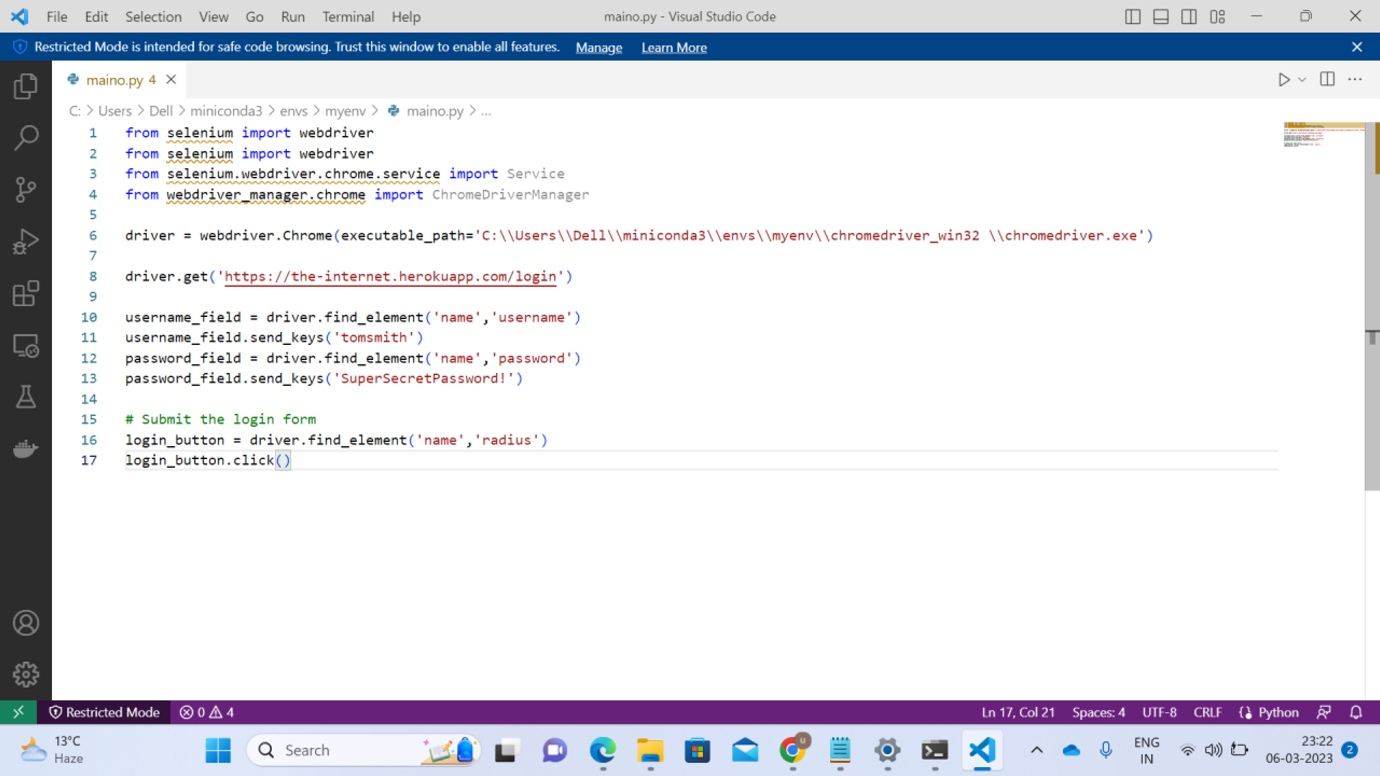 File Edit Selection View Go Run Terminal Help maino.py - Visual Studio Code
Restricted Mode is intended for safe code browsing. Trust this window to enable all features. Manage Learn More
maino.py 4
C: > Users > Dell > miniconda3 > envs > myenv > maino.py > ...
1 from selenium import webdriver
2 from selenium import webdriver
3 from selenium.webdriver.chrome.service import Service
4 from webdriver_manager.chrome import ChromeDriverManager
5
6 driver = webdriver.Chrome(executable_path='C:\\Users\\Dell\\miniconda3\\envs\\myenv\\chromedriver_win32 \\chromedriver.exe')
7
8 driver.get('https://the-internet.herokuapp.com/login')
9
10 username_field = driver.find_element('name','username')
11 username_field.send_keys('tomsmith')
12 password_field = driver.find_element('name','password')
13 password_field.send_keys('SuperSecretPassword!')
14
15 # Submit the login form
16 login_button = driver.find_element('name','radius')
17 login_button.click()
Restricted Mode 0 4 Ln 17, Col 21 Spaces: 4 UTF-8 CRLF Python
13°C
Haze
Search
ENG
IN
23:22
06-03-2023
2